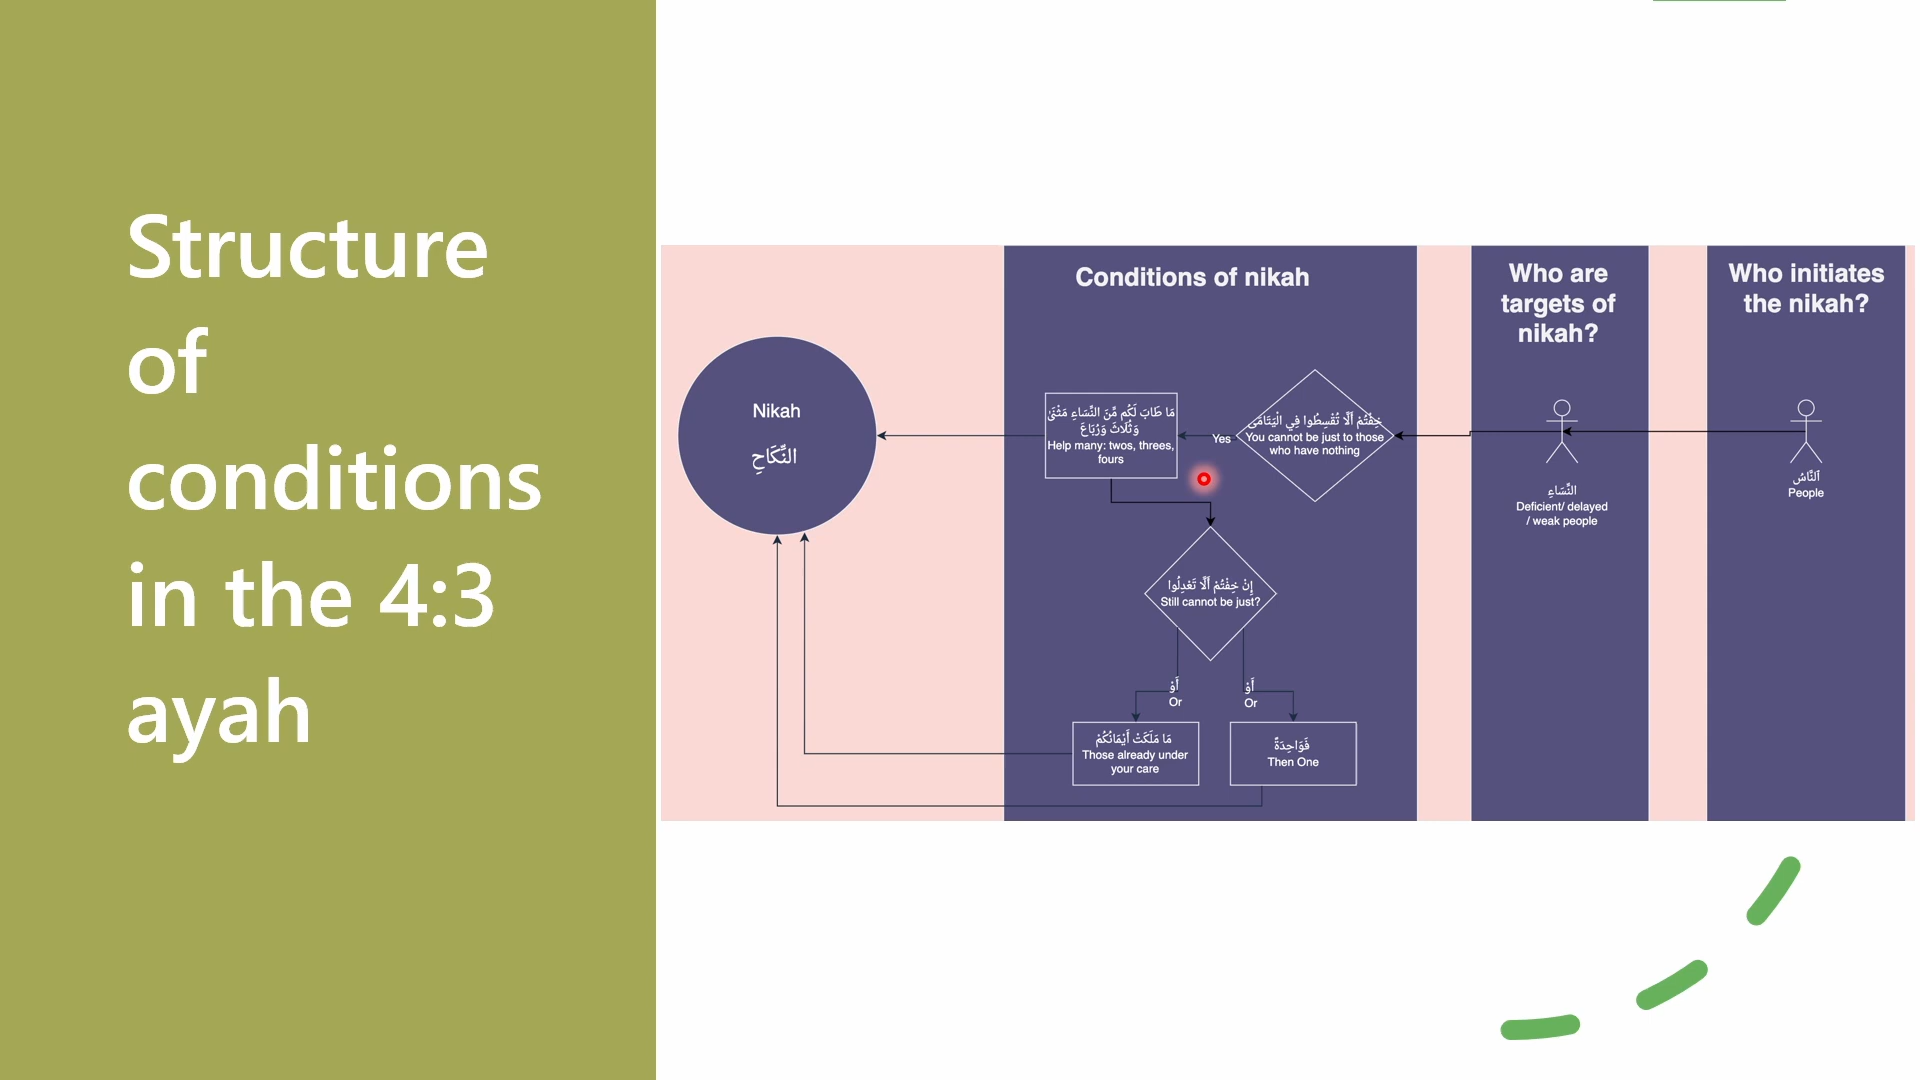 Structure
of
conditions
in the 4:3
ayah
Conditions of nikah
Who are
targets of
nikah?
Who initiates
the nikah?
Nikah
النِّكَاحِ
مَا طَابَ لَكُم مِّنَ النِّسَاءِ مَثْنَىٰ
وَثُلَاثَ وَرُبَاعَ
Help many: twos, threes,
fours
Yes
خِفْتُمْ أَلَّا تُقْسِطُوا فِي الْيَتَامَىٰ
You cannot be just to those
who have nothing
النِّسَاءِ
Deficient/ delayed
/ weak people
ٱلنَّاسُ
People
إِنْ خِفْتُمْ أَلَّا تَعْدِلُوا
Still cannot be just?
أَوْ
Or
أَوْ
Or
مَا مَلَكَتْ أَيْمَانُكُمْ
Those already under
your care
فَوَاحِدَةً
Then One